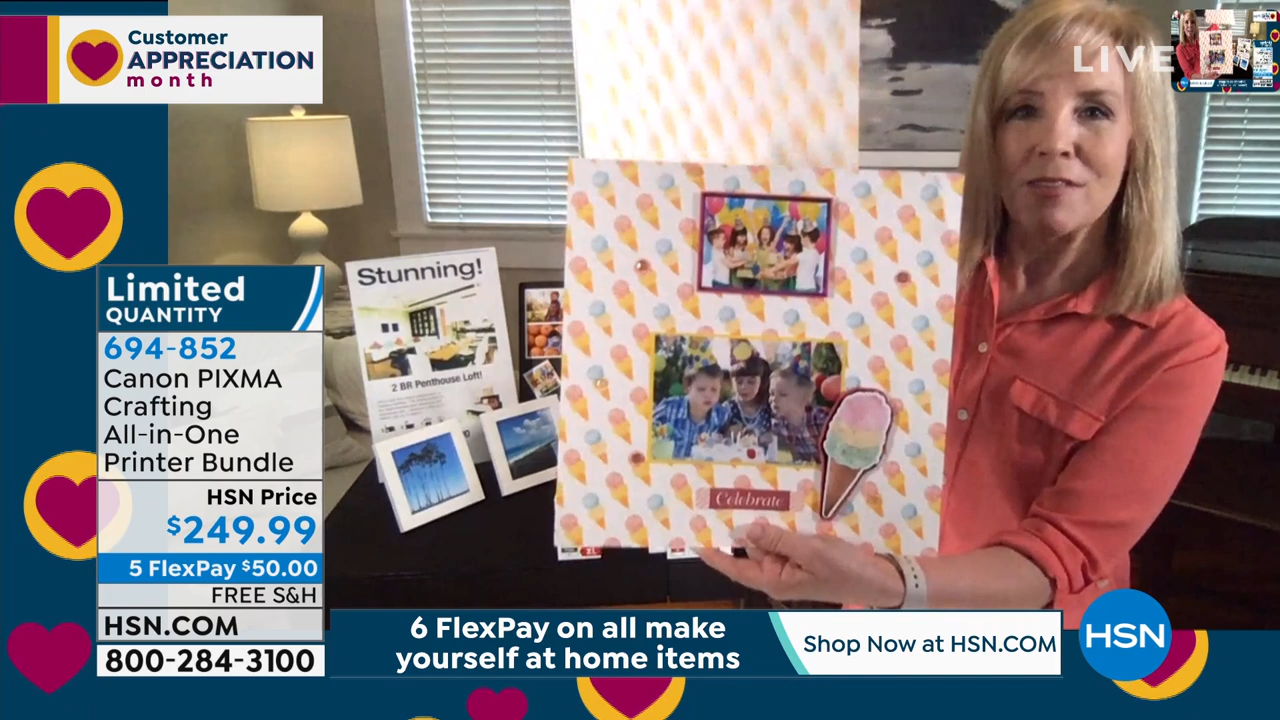 Customer
APPRECIATION
month
LIVE
Stunning!
2 BR Penthouse Loft!
Celebrate
Limited
QUANTITY
694-852
Canon PIXMA
Crafting
All-in-One
Printer Bundle
HSN Price
$249.99
5 FlexPay $50.00
FREE S&H
HSN.COM
800-284-3100
6 FlexPay on all make
yourself at home items
Shop Now at HSN.COM
HSN